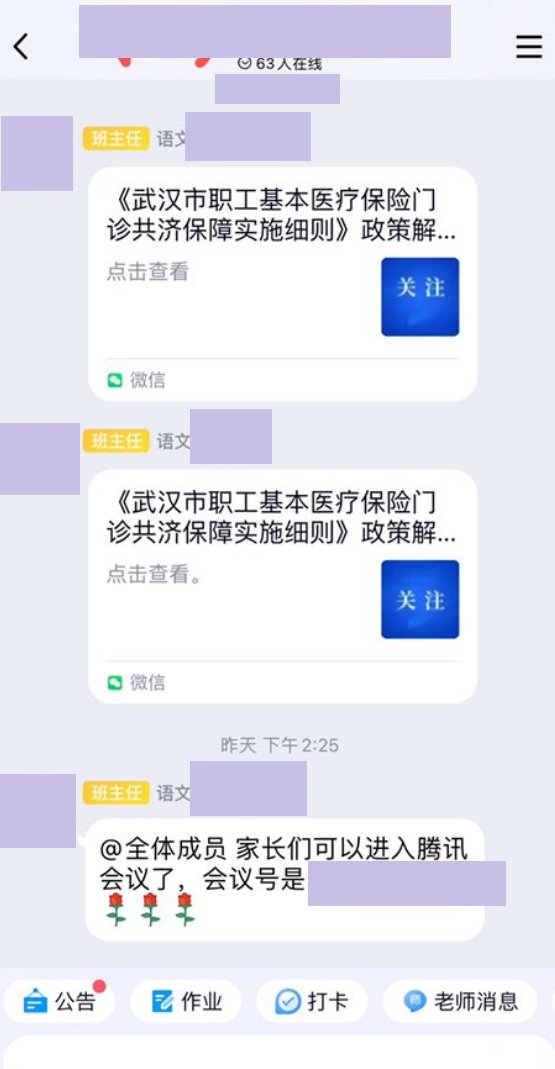 63人在线
班主任 语文
《武汉市职工基本医疗保险门
诊共济保障实施细则》政策解...
点击查看
关注
微信
班主任 语文
《武汉市职工基本医疗保险门
诊共济保障实施细则》政策解...
点击查看。
关注
微信
昨天 下午2:25
班主任 语文
@全体成员 家长们可以进入腾讯
会议了，会议号是
公告 作业 打卡 师 老师消息